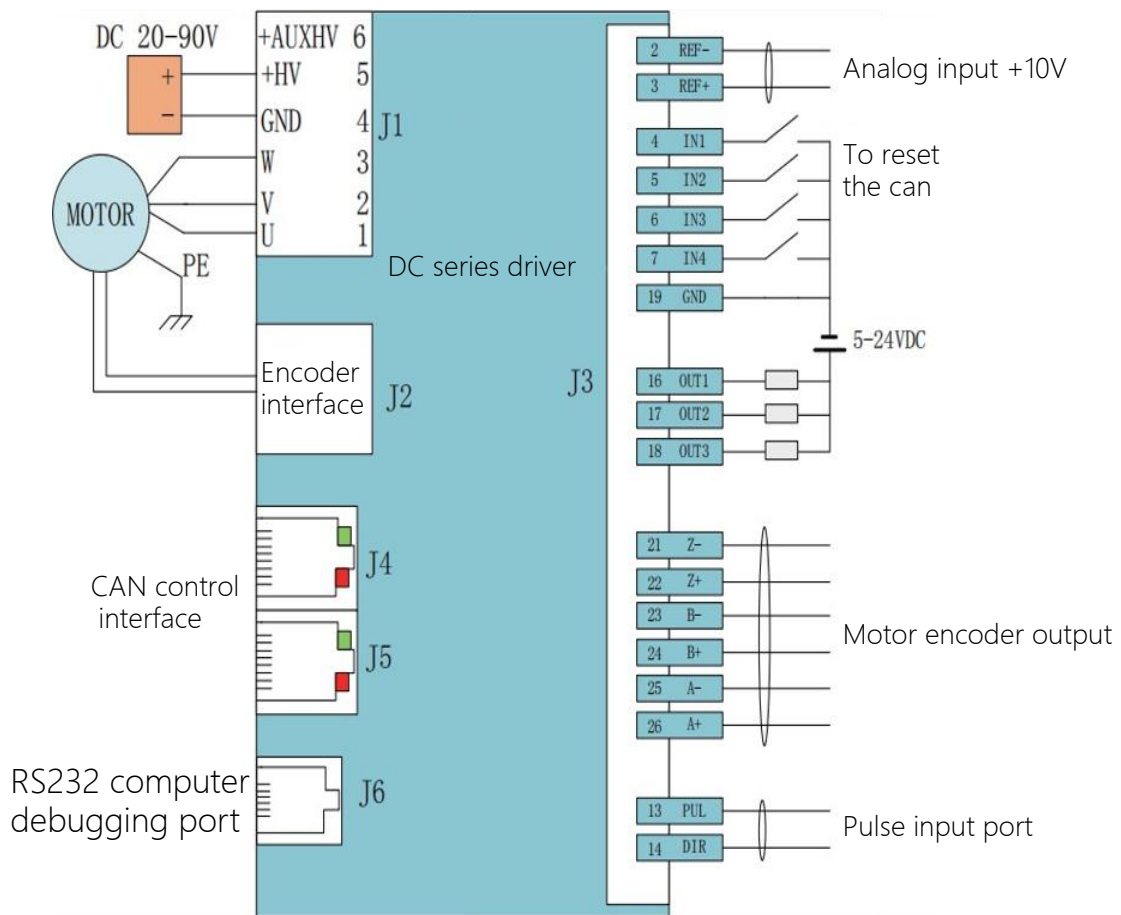 DC 20-90V
+
-
+AUXHV 6
+HV 5
GND 4
W 3
V 2
U 1
J1
MOTOR
PE
DC series driver
Encoder
interface
J2
J3
CAN control
interface
J4
J5
RS232 computer
debugging port
J6
2 REF-
3 REF+
Analog input +10V
4 IN1
5 IN2
6 IN3
7 IN4
19 GND
To reset
the can
5-24VDC
16 OUT1
17 OUT2
18 OUT3
21 Z-
22 Z+
23 B-
24 B+
25 A-
26 A+
Motor encoder output
13 PUL
14 DIR
Pulse input port